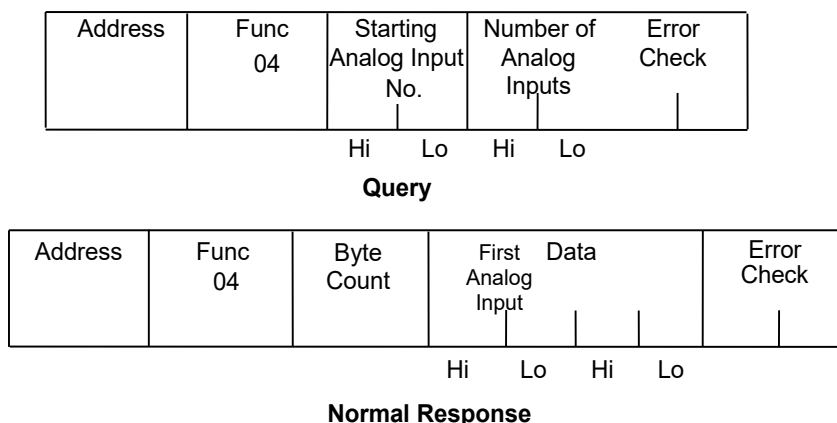 Address
Func
04
Starting
Analog Input
No.
Number of
Analog
Inputs
Error
Check
Hi Lo Hi Lo
Query
Address
Func
04
Byte
Count
First
Analog
Input
Data
Error
Check
Hi Lo Hi Lo
Normal Response